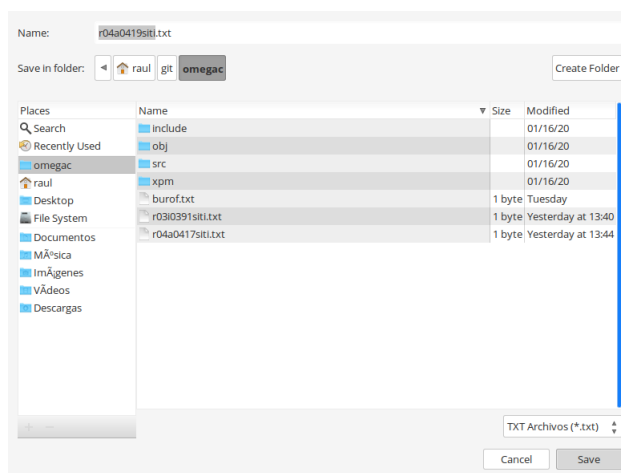 Name: r04a0419siti.txt
Save in folder: raul git omegac Create Folder
Places Name Size Modified
Search include 01/16/20
Recently Used obj 01/16/20
omegac src 01/16/20
raul xpm 01/16/20
Desktop burof.txt 1 byte Tuesday
File System r03i0391siti.txt 1 byte Yesterday at 13:40
Documentos r04a0417siti.txt 1 byte Yesterday at 13:44
MÃºsica
ImÃ¡genes
VÃ­deos
Descargas
TXT Archivos (*.txt)
Cancel Save